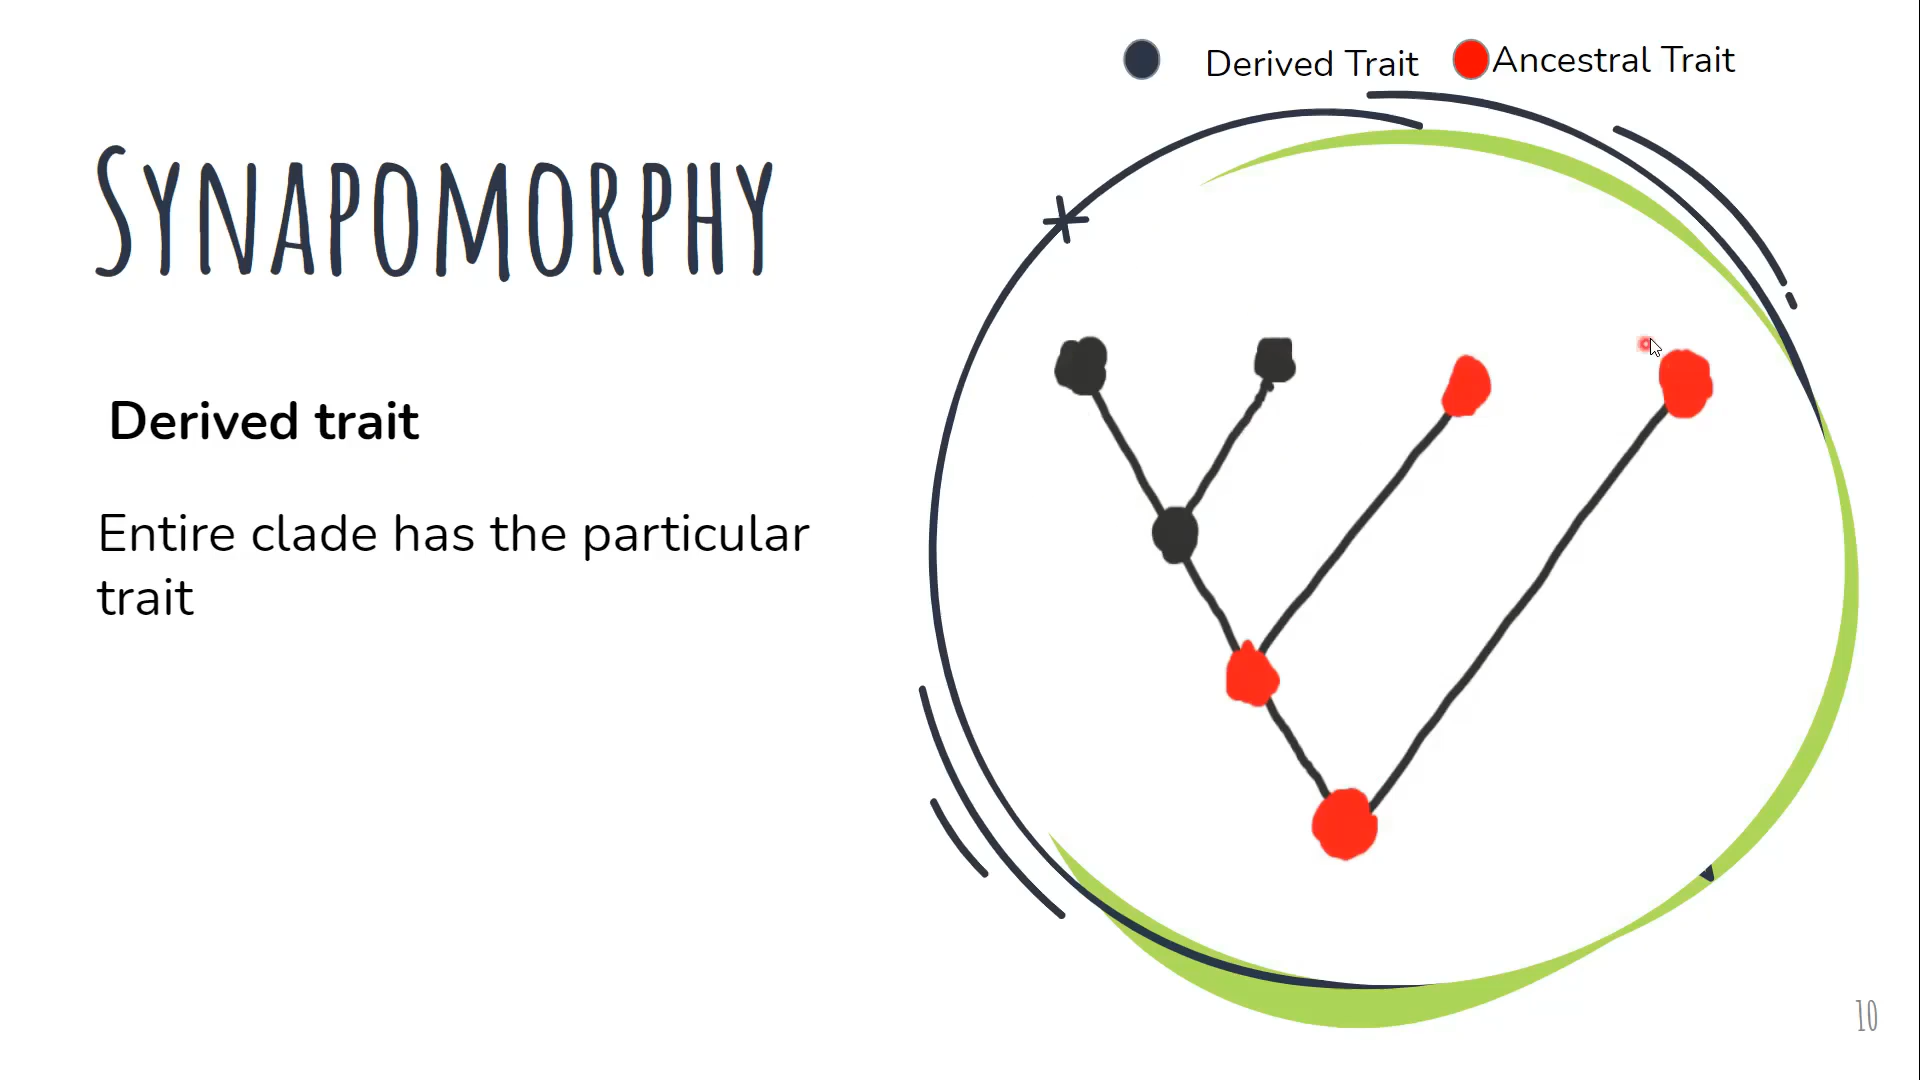 Derived Trait
Ancestral Trait
Synapomorphy
Derived trait
Entire clade has the particular
trait
10